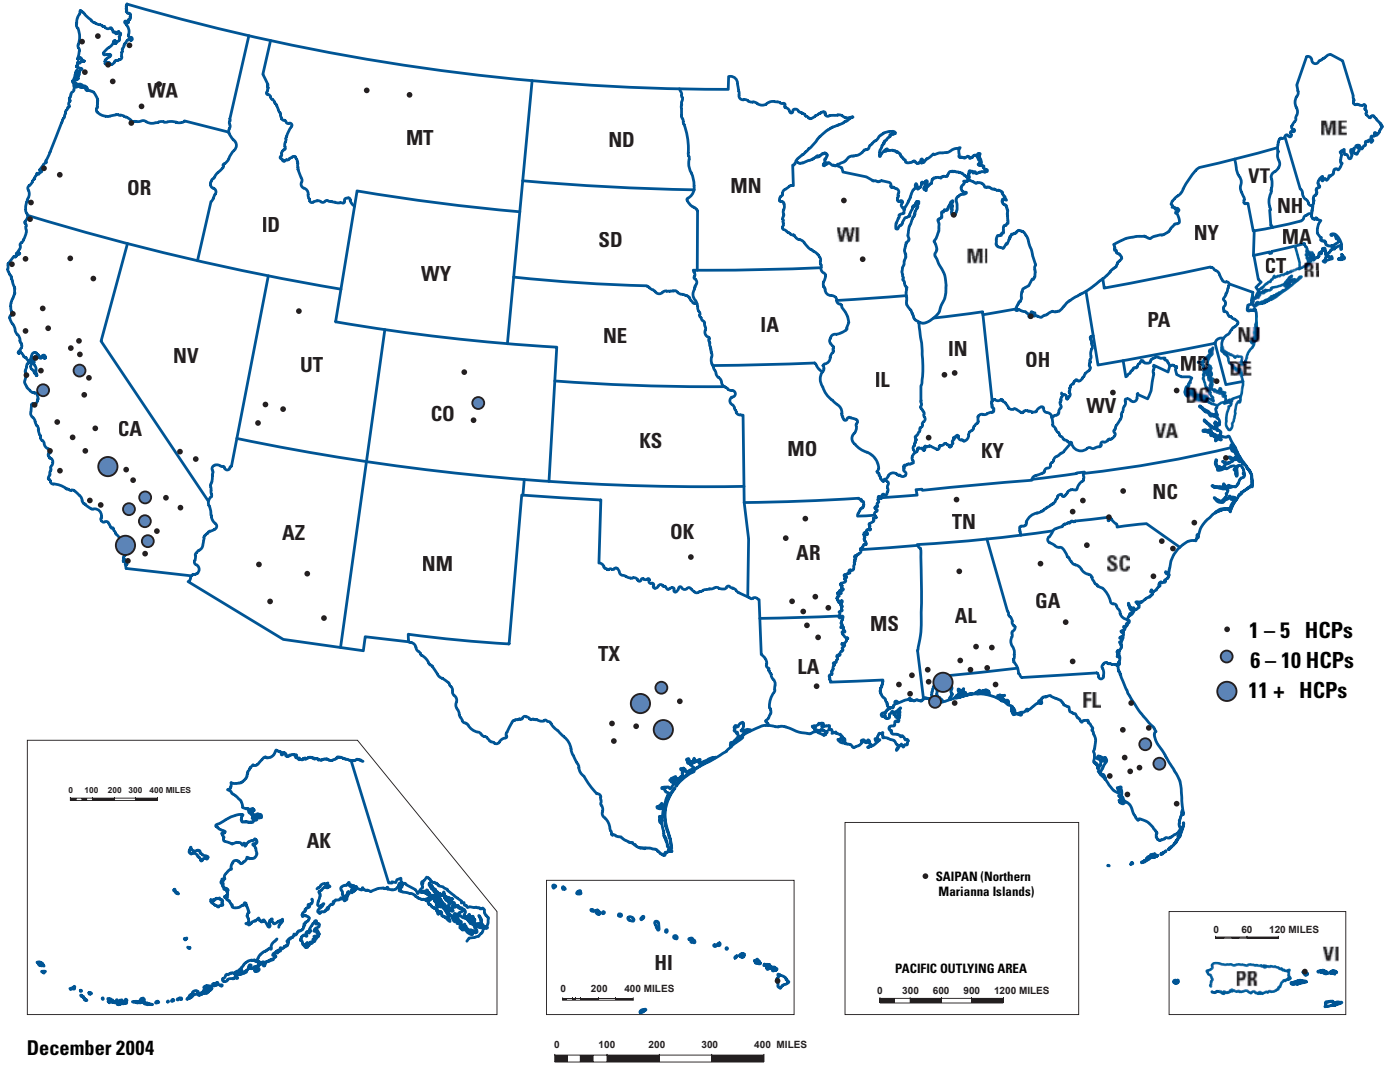 WA
MT
ND
MN
ME
OR
ID
SD
WI
MI
VT
NH
NY
MA
CT
RI
WY
NE
IA
PA
NJ
NV
UT
CO
IL
IN
OH
MD
DE
DC
WV
VA
CA
KS
MO
KY
NC
TN
AZ
NM
OK
AR
SC
MS
AL
GA
TX
LA
FL
1 – 5 HCPs
6 – 10 HCPs
11 + HCPs
0 100 200 300 400 MILES
AK
SAIPAN (Northern
Marianna Islands)
PACIFIC OUTLYING AREA
0 300 600 900 1200 MILES
HI
0 200 400 MILES
0 60 120 MILES
VI
PR
December 2004
0 100 200 300 400 MILES